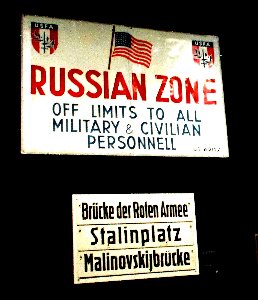 USFA
USFA
RUSSIAN ZONE
OFF LIMITS TO ALL
MILITARY & CIVILIAN
PERSONNELL
"Brücke der Roten Armee"
Stalinplatz
"Malinovskijbrücke"